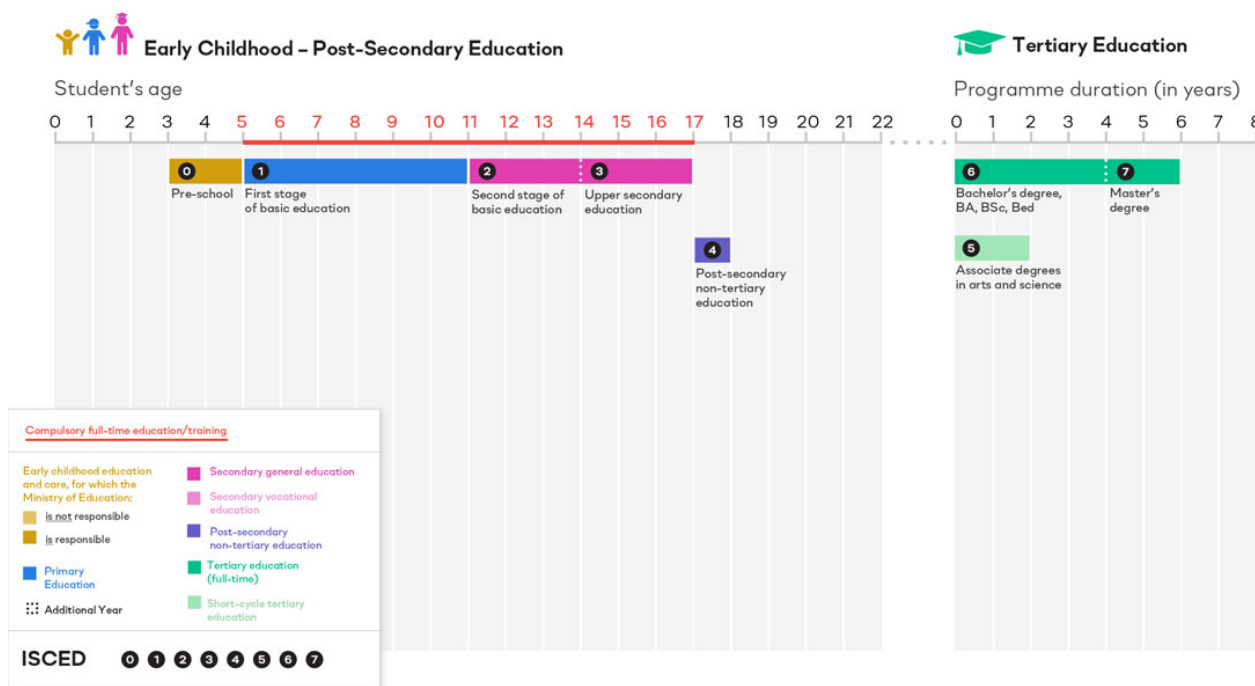 Early Childhood – Post-Secondary Education
Student's age
0 1 2 3 4 5 6 7 8 9 10 11 12 13 14 15 16 17 18 19 20 21 22
0
Pre-school
1
First stage
of basic education
2
Second stage of
basic education
3
Upper secondary
education
4
Post-secondary
non-tertiary
education
Tertiary Education
Programme duration (in years)
0 1 2 3 4 5 6 7 8
6
Bachelor's degree,
BA, BSc, Bed
7
Master's
degree
5
Associate degrees
in arts and science
Compulsory full-time education/training
Early childhood education
and care, for which the
Ministry of Education:
is not responsible
is responsible
Primary
Education
Additional Year
Secondary general education
Secondary vocational
education
Post-secondary
non-tertiary education
Tertiary education
(full-time)
Short-cycle tertiary
education
ISCED 0 1 2 3 4 5 6 7